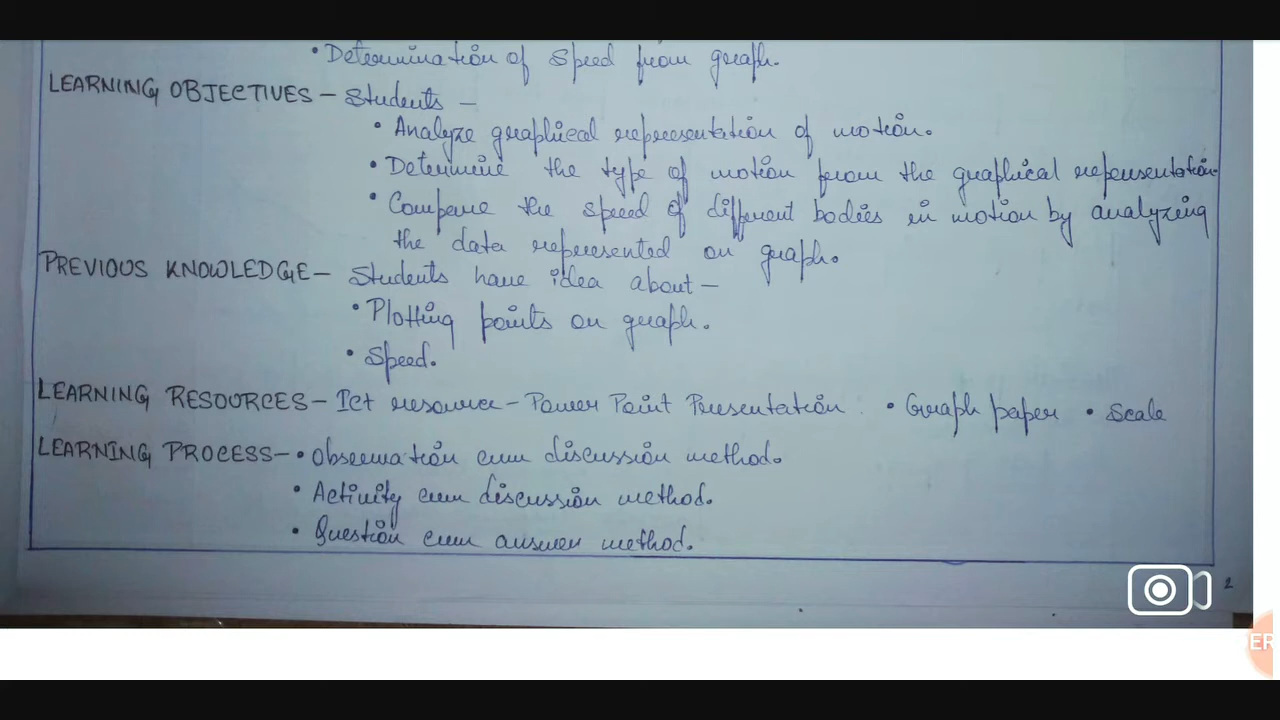 • Determination of speed from graph.
LEARNING OBJECTIVES – Students –
• Analyze graphical representation of motion.
• Determine the type of motion from the graphical representation.
• Compare the speed of different bodies in motion by analyzing
the data represented on graph.
PREVIOUS KNOWLEDGE – Students have idea about –
• Plotting points on graph.
• Speed.
LEARNING RESOURCES – Ict resource – Power Point Presentation. • Graph paper • Scale
LEARNING PROCESS – • Observation cum discussion method.
• Activity cum discussion method.
• Question cum answer method.
2
ER